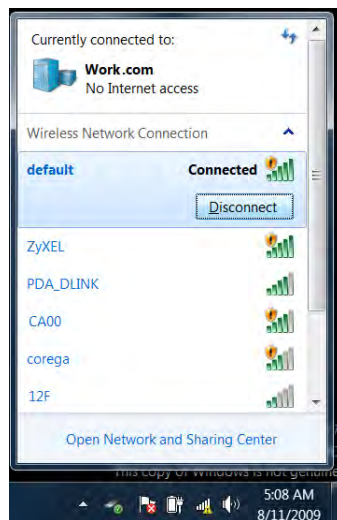 Currently connected to:
Work.com
No Internet access
Wireless Network Connection
default Connected
Disconnect
ZyXEL
PDA_DLINK
CA00
corega
12F
Open Network and Sharing Center
This copy of Windows is not genuine
5:08 AM
8/11/2009